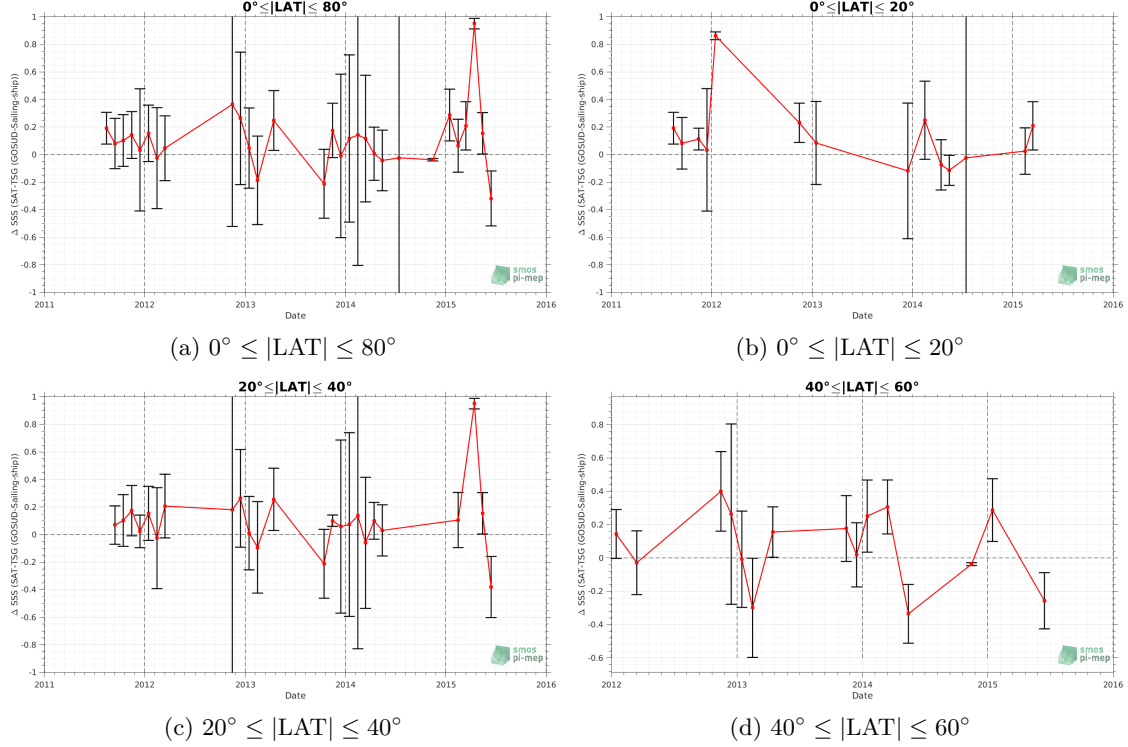 0°≤|LAT|≤ 80°
Δ SSS (SAT-TSG (GOSUD-Sailing-ship))
1
0.8
0.6
0.4
0.2
0
-0.2
-0.4
-0.6
-0.8
-1
2011
2012
2013
2014
2015
2016
Date
smos
pi-mep
(a) 0° ≤ |LAT| ≤ 80°
0°≤|LAT|≤ 20°
Δ SSS (SAT-TSG (GOSUD-Sailing-ship))
1
0.8
0.6
0.4
0.2
0
-0.2
-0.4
-0.6
-0.8
-1
2011
2012
2013
2014
2015
2016
Date
smos
pi-mep
(b) 0° ≤ |LAT| ≤ 20°
20°≤|LAT|≤ 40°
Δ SSS (SAT-TSG (GOSUD-Sailing-ship))
1
0.8
0.6
0.4
0.2
0
-0.2
-0.4
-0.6
-0.8
-1
2011
2012
2013
2014
2015
2016
Date
smos
pi-mep
(c) 20° ≤ |LAT| ≤ 40°
40°≤|LAT|≤ 60°
Δ SSS (SAT-TSG (GOSUD-Sailing-ship))
0.8
0.6
0.4
0.2
0
-0.2
-0.4
-0.6
2012
2013
2014
2015
2016
Date
smos
pi-mep
(d) 40° ≤ |LAT| ≤ 60°